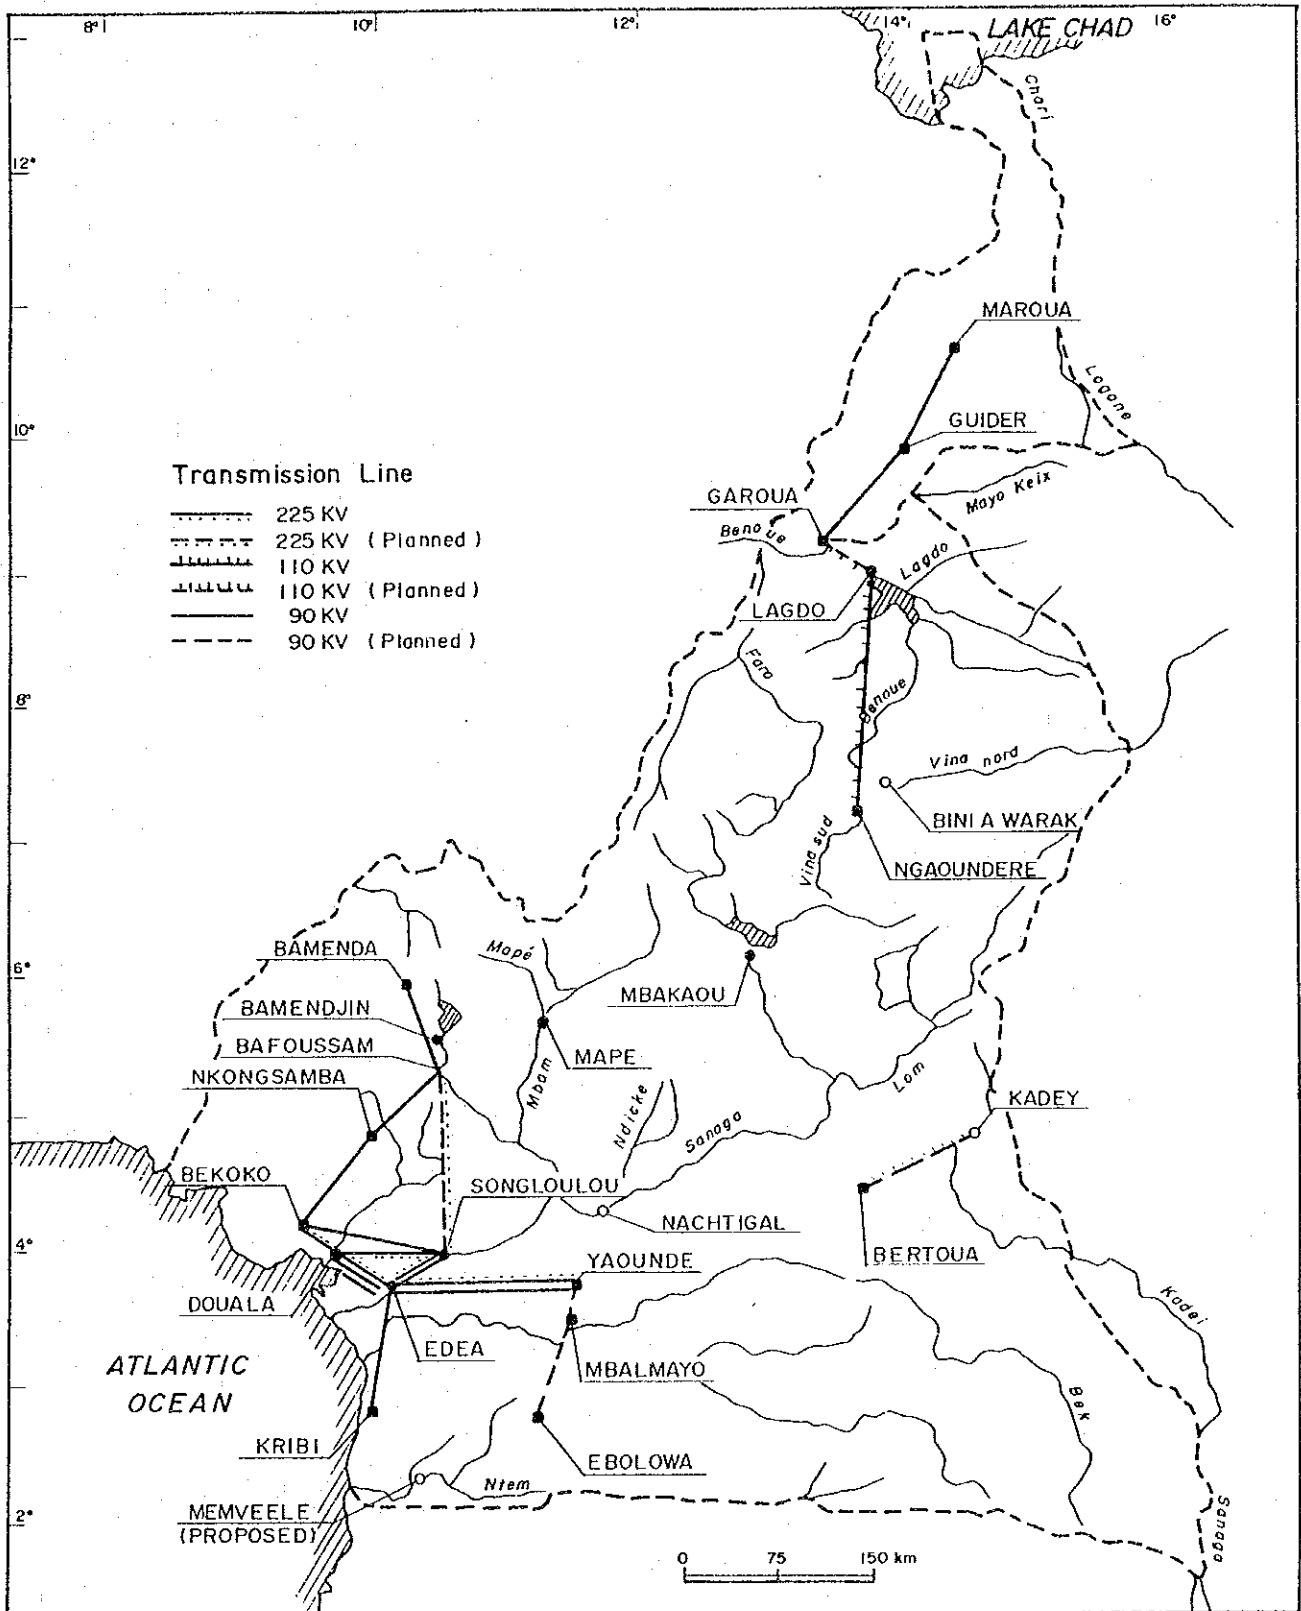 8° 10° 12° 14° 16°
LAKE CHAD
Chari
12°
MAROUA
Logone
10°
GUIDER
Transmission Line
225 KV
225 KV (Planned)
110 KV
110 KV (Planned)
90 KV
90 KV (Planned)
GAROUA
Mayo Keix
Benoue
Lagdo
LAGDO
Faro
8°
Benoue
Vina nord
BINI A WARAK
Vina sud
NGAOUNDERE
BAMENDA
Mapé
6°
MBAKAOU
BAMENDJIN
BAFOUSSAM
MAPE
NKONGSAMBA
Mbam
Ndicke
Lom
KADEY
Sanaga
BEKOKO
SONGLOULOU
NACHTIGAL
4°
YAOUNDE
BERTOUA
DOUALA
Kadei
EDEA
ATLANTIC
OCEAN
MBALMAYO
Bek
KRIBI
EBOLOWA
Ntem
MEMVEELE
(PROPOSED)
2°
Sanaga
0 75 150 km